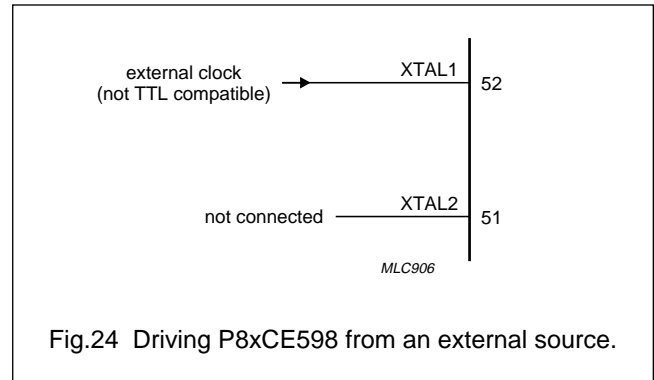 external clock
(not TTL compatible)
XTAL1
52
not connected
XTAL2
51
MLC906
Fig.24 Driving P8xCE598 from an external source.